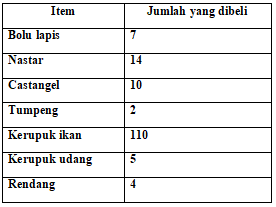 Item Jumlah yang dibeli
Bolu lapis 7
Nastar 14
Castangel 10
Tumpeng 2
Kerupuk ikan 110
Kerupuk udang 5
Rendang 4